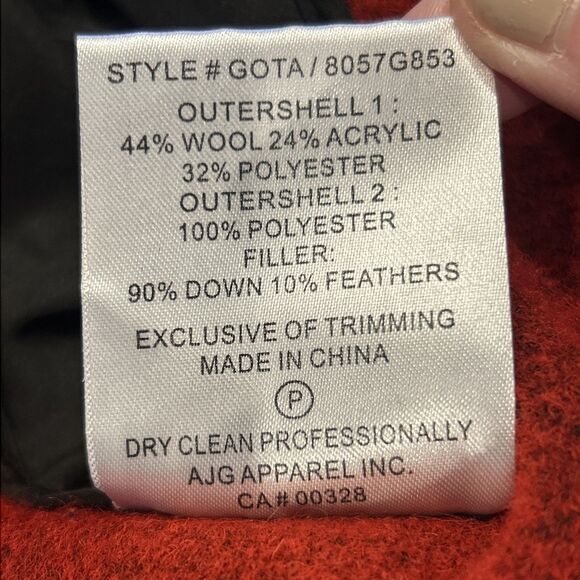 STYLE # GOTA / 8057G853
OUTERSHELL 1 :
44% WOOL 24% ACRYLIC
32% POLYESTER
OUTERSHELL 2 :
100% POLYESTER
FILLER:
90% DOWN 10% FEATHERS
EXCLUSIVE OF TRIMMING
MADE IN CHINA
P
DRY CLEAN PROFESSIONALLY
AJG APPAREL INC.
CA# 00328